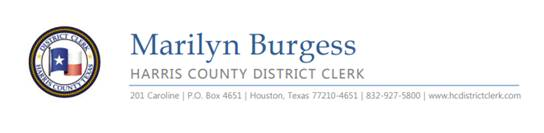 DISTRICT CLERK
HARRIS COUNTY, TEXAS
Marilyn Burgess
HARRIS COUNTY DISTRICT CLERK
201 Caroline | P.O. Box 4651 | Houston, Texas 77210-4651 | 832-927-5800 | www.hcdistrictclerk.com